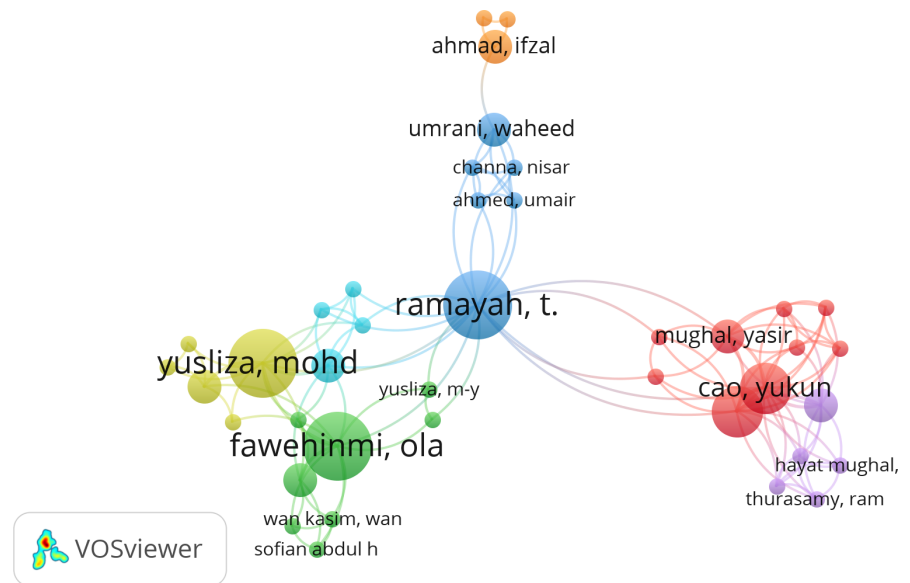 ahmad, ifzal
umrani, waheed
channa, nisar
ahmed, umair
ramayah, t.
mughal, yasir
yusliza, mohd
yusliza, m-y
cao, yukun
fawehinmi, ola
hayat mughal,
thurasamy, ram
wan kasim, wan
sofian abdul h
VOSviewer